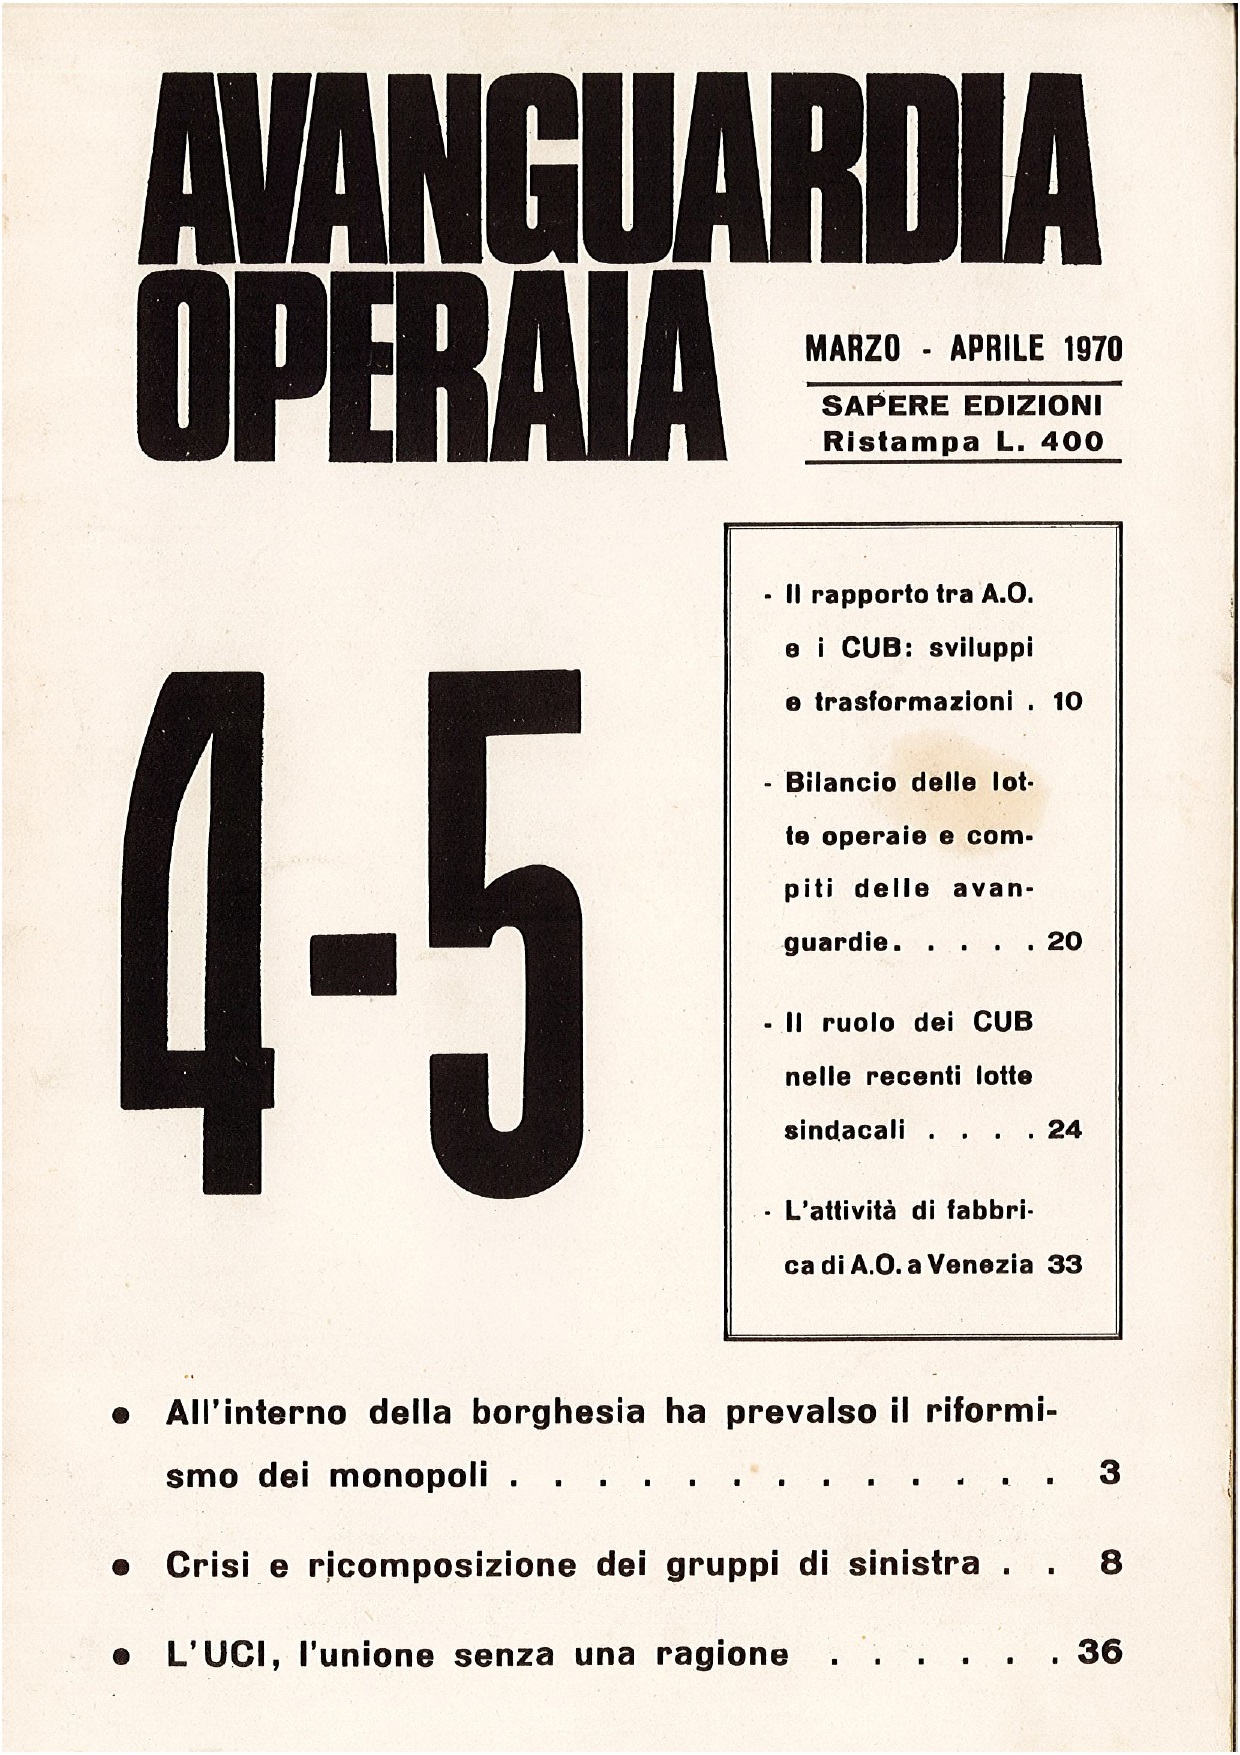 AVANGUARDIA
OPERAIA
MARZO - APRILE 1970
SAPERE EDIZIONI
Ristampa L. 400
4-5
- Il rapporto tra A.O.
e i CUB: sviluppi
e trasformazioni . 10
- Bilancio delle lot-
te operaie e com-
piti delle avan-
guardie. . . . . 20
- Il ruolo dei CUB
nelle recenti lotte
sindacali . . . . 24
- L'attività di fabbri-
ca di A.O. a Venezia 33
● All'interno della borghesia ha prevalso il riformi-
smo dei monopoli . . . . . . . . . . . . . 3
● Crisi e ricomposizione dei gruppi di sinistra . . 8
● L'UCI, l'unione senza una ragione . . . . . . 36